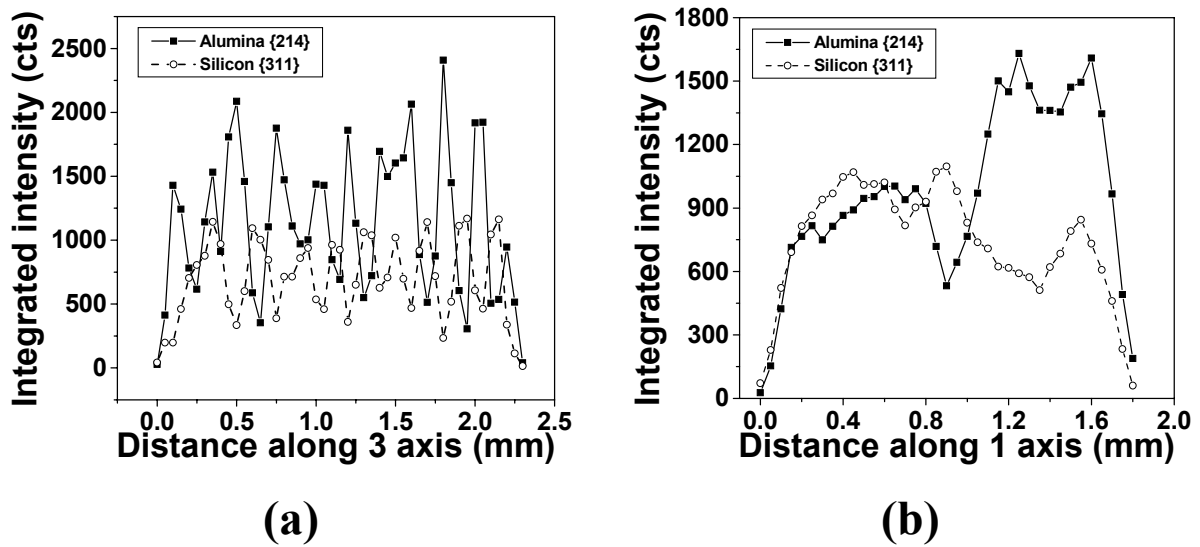 Alumina {214}
Silicon {311}
2500
2000
1500
1000
500
0
Integrated intensity (cts)
0.0 0.5 1.0 1.5 2.0 2.5
Distance along 3 axis (mm)
(a)
Alumina {214}
Silicon {311}
1800
1500
1200
900
600
300
0
Integrated intensity (cts)
0.0 0.4 0.8 1.2 1.6 2.0
Distance along 1 axis (mm)
(b)